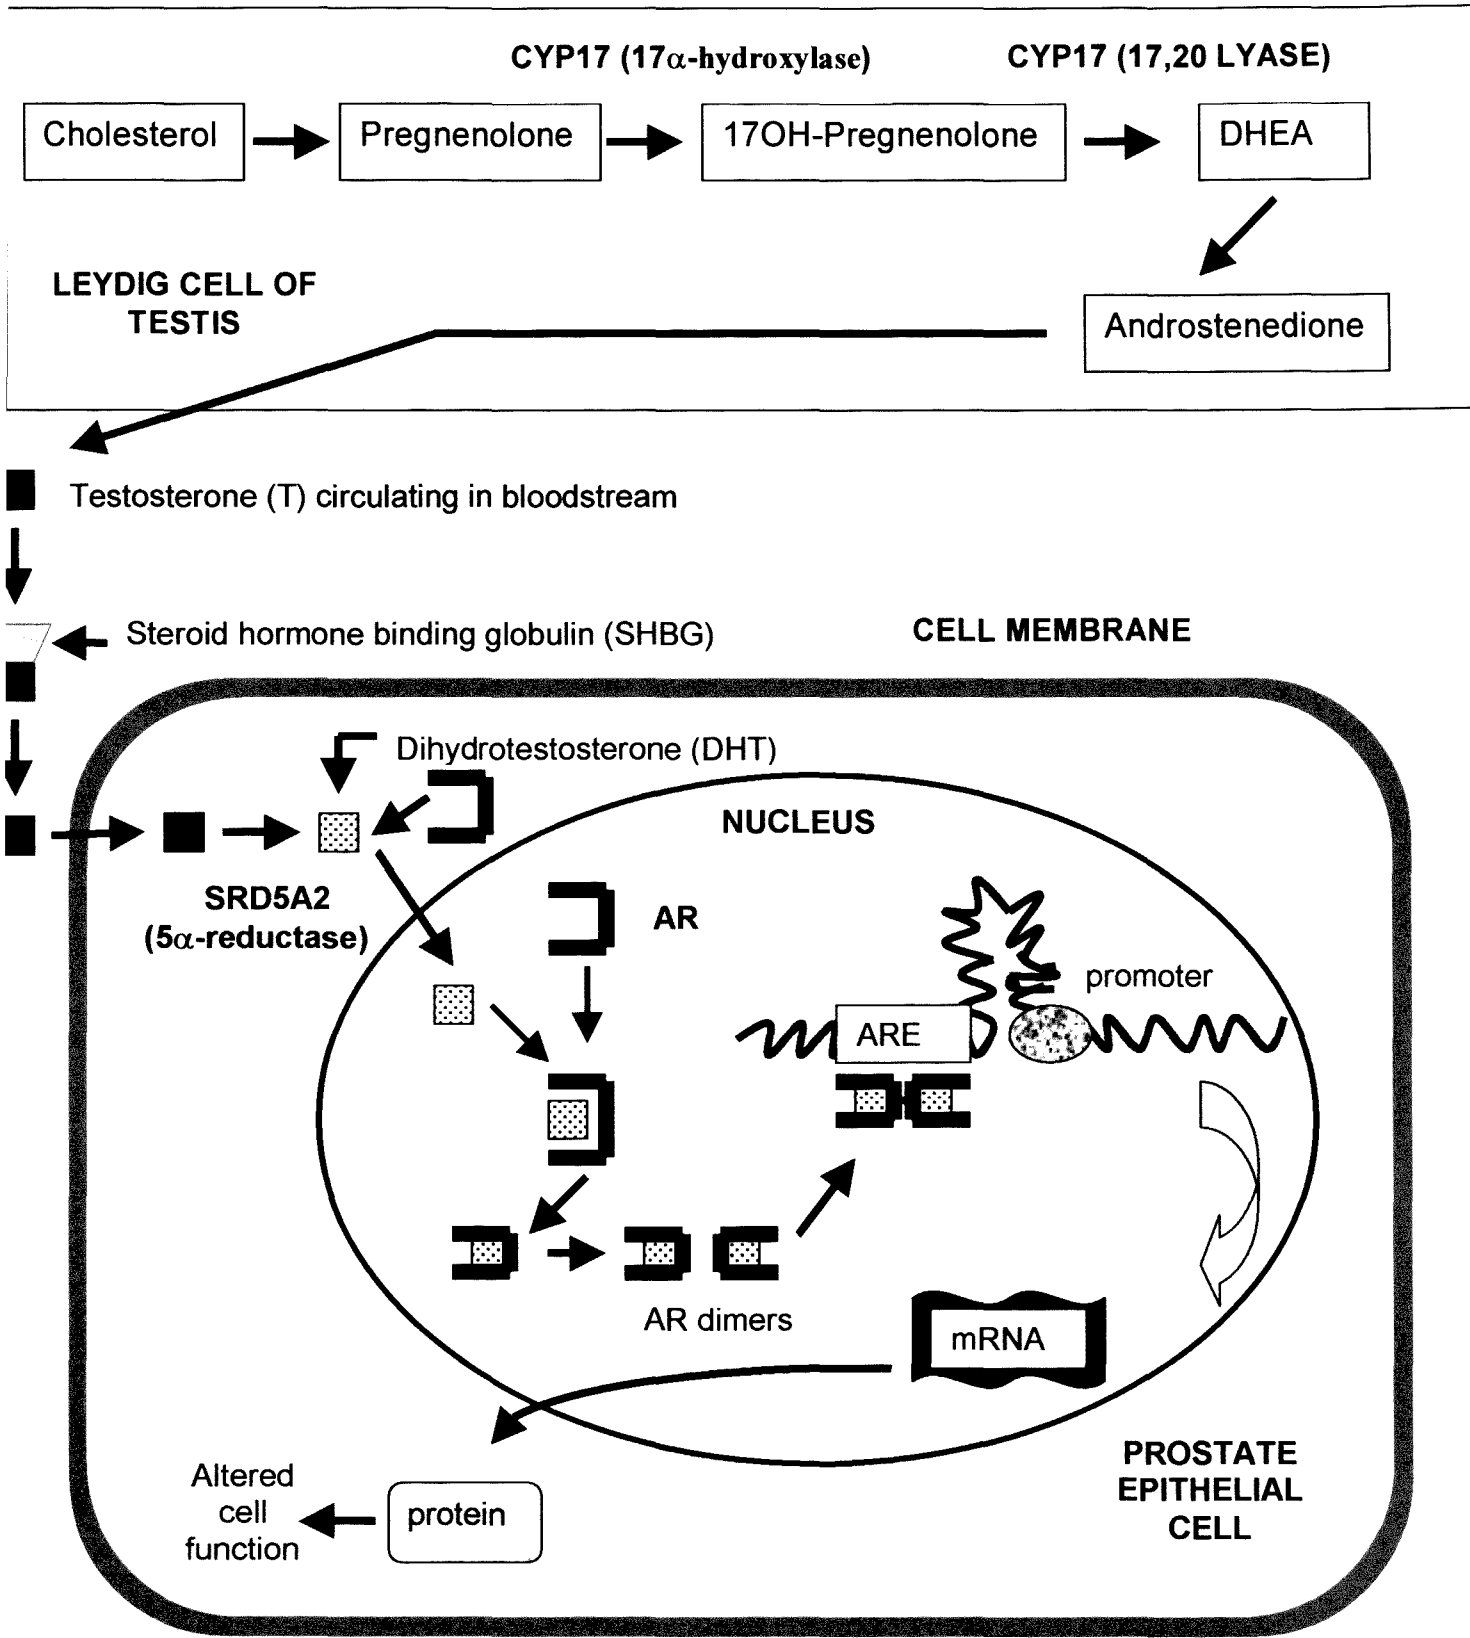 CYP17 (17α-hydroxylase)
CYP17 (17,20 LYASE)
Cholesterol
Pregnenolone
17OH-Pregnenolone
DHEA
LEYDIG CELL OF
TESTIS
Androstenedione
Testosterone (T) circulating in bloodstream
Steroid hormone binding globulin (SHBG)
CELL MEMBRANE
Dihydrotestosterone (DHT)
NUCLEUS
SRD5A2
(5α-reductase)
AR
promoter
ARE
AR dimers
mRNA
PROSTATE
EPITHELIAL
CELL
Altered
cell
function
protein